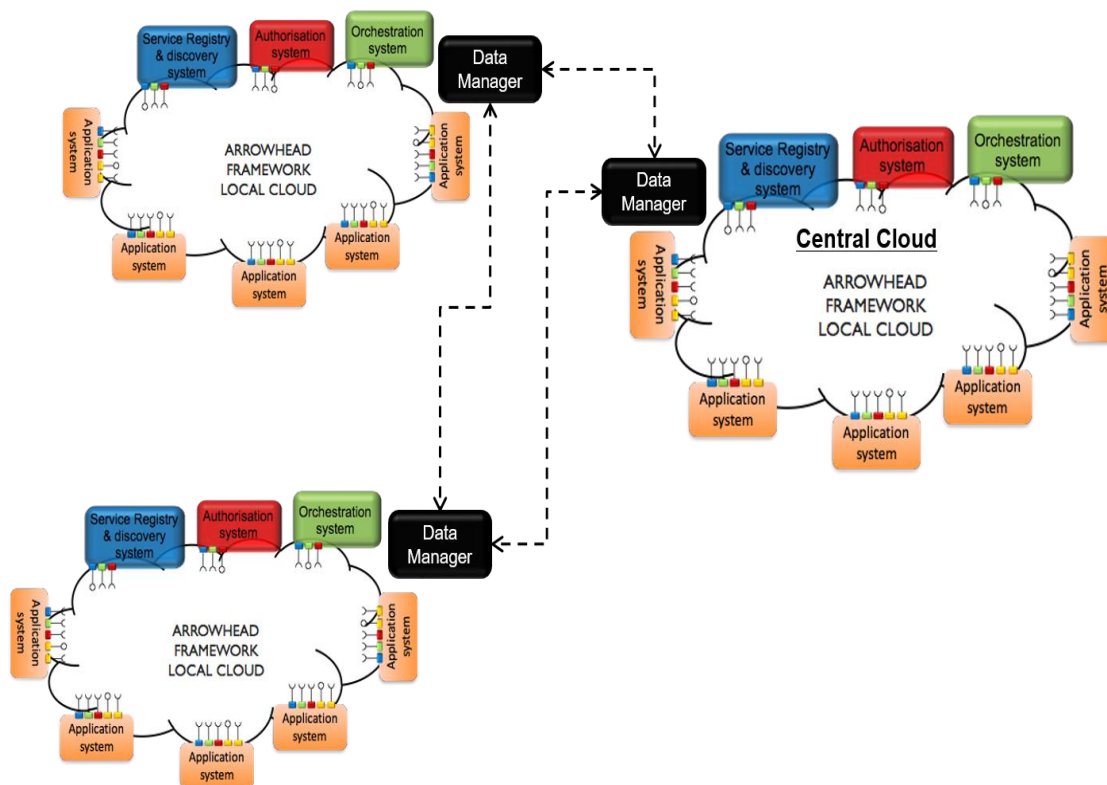 Service Registry
& discovery
system
Authorisation
system
Orchestration
system
Data
Manager
Application
system
ARROWHEAD
FRAMEWORK
LOCAL CLOUD
Application
system
Application
system
Application
system
Application
system
Data
Manager
Service Registry
& discovery
system
Authorisation
system
Orchestration
system
Central Cloud
Application
system
ARROWHEAD
FRAMEWORK
LOCAL CLOUD
Application
system
Application
system
Application
system
Application
system
Service Registry
& discovery
system
Authorisation
system
Orchestration
system
Data
Manager
Application
system
ARROWHEAD
FRAMEWORK
LOCAL CLOUD
Application
system
Application
system
Application
system
Application
system